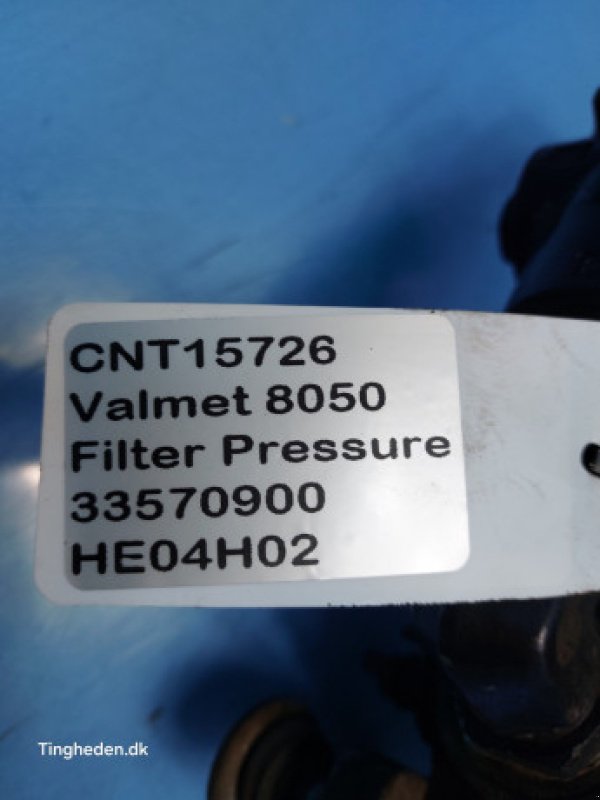 CNT15726
Valmet 8050
Filter Pressure
33570900
HE04H02
Tingheden.dk